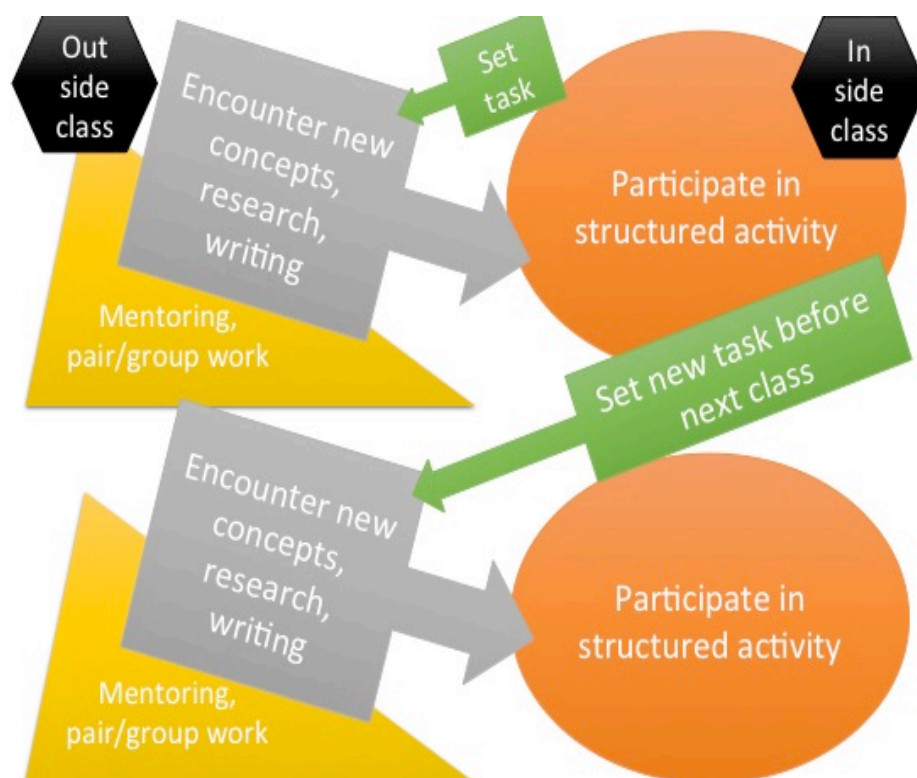 Out
side
class
Encounter new
concepts,
research,
writing
Set
task
In
side
class
Participate in
structured activity
Mentoring,
pair/group work
Set new task before
next class
Encounter new
concepts,
research,
writing
Participate in
structured activity
Mentoring,
pair/group work